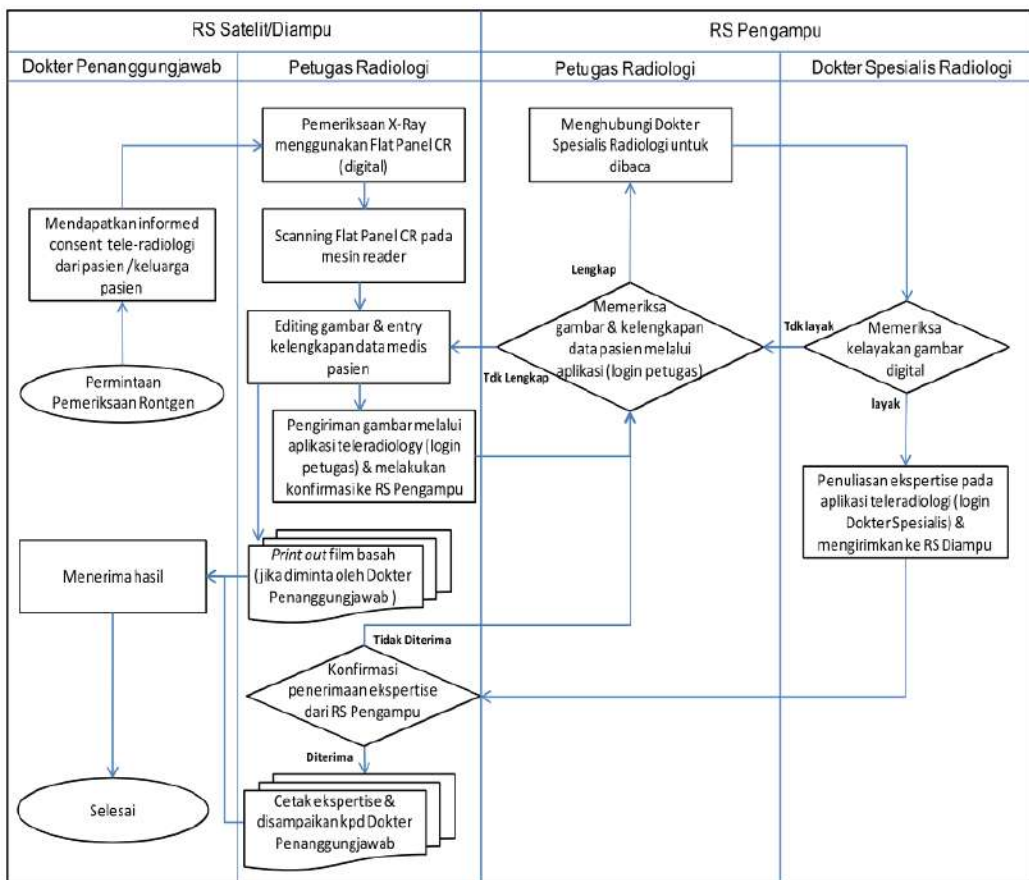 RS Satelit/Diampu
RS Pengampu
Dokter Penanggungjawab
Petugas Radiologi
Petugas Radiologi
Dokter Spesialis Radiologi
Pemeriksaan X-Ray
menggunakan Flat Panel CR
(digital)
Menghubungi Dokter
Spesialis Radiologi untuk
dibaca
Mendapatkan informed
consent tele-radiologi
dari pasien /keluarga
pasien
Scanning Flat Panel CR pada
mesin reader
Lengkap
Memeriksa
gambar & kelengkapan
data pasien melalui
aplikasi (login petugas)
Tdk layak
Memeriksa
kelayakan gambar
digital
Editing gambar & entry
kelengkapan data medis
pasien
Tdk Lengkap
layak
Permintaan
Pemeriksaan Rontgen
Pengiriman gambar melalui
aplikasi teleradiology (login
petugas) & melakukan
konfirmasi ke RS Pengampu
Penuliasan ekspertise pada
aplikasi teleradiologi (login
Dokter Spesialis) &
mengirimkan ke RS Diampu
Menerima hasil
Print out film basah
(jika diminta oleh Dokter
Penanggungjawab )
Tidak Diterima
Konfirmasi
penerimaan ekspertise
dari RS Pengampu
Diterima
Selesai
Cetak ekspertise &
disampaikan kpd Dokter
Penanggungjawab